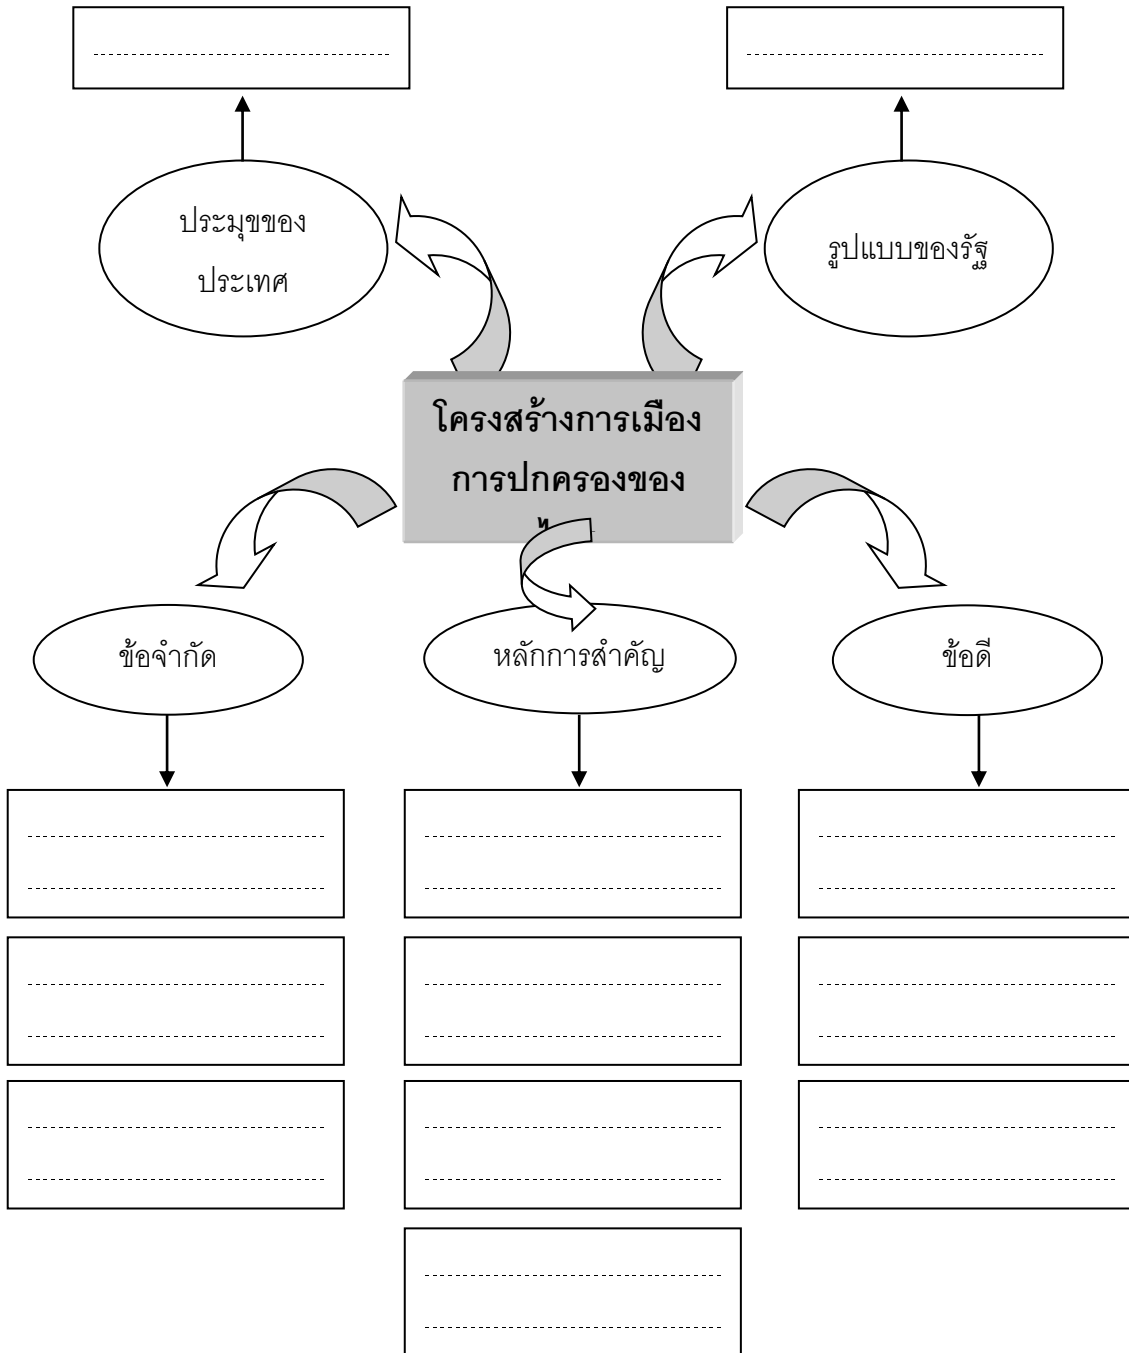 ประมุขของ
ประเทศ
รูปแบบของรัฐ
โครงสร้างการเมือง
การปกครองของ
ข้อจำกัด
หลักการสำคัญ
ข้อดี